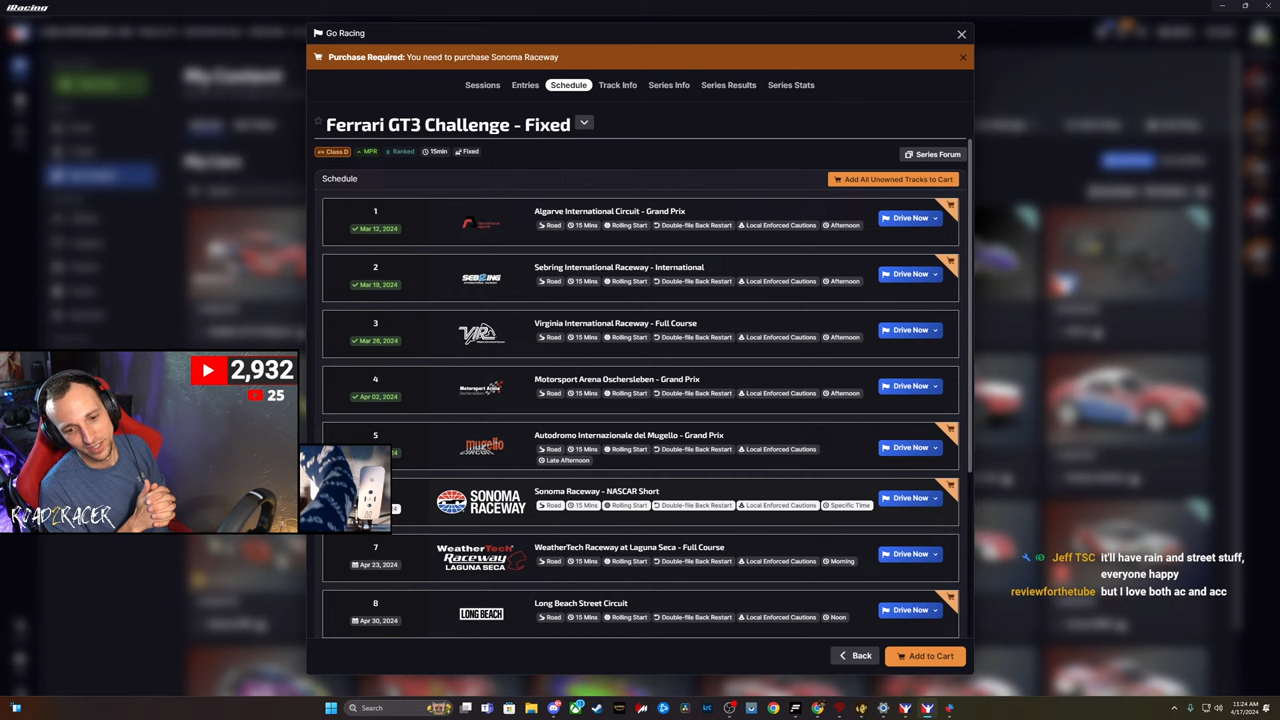 iRacing
Go Racing
Purchase Required: You need to purchase Sonoma Raceway
Sessions Entries Schedule Track Info Series Info Series Results Series Stats
Ferrari GT3 Challenge - Fixed
Class D MPR Ranked 15min Fixed
Series Forum
Schedule
Add All Unowned Tracks to Cart
1
Mar 12, 2024
Algarve International Circuit - Grand Prix
Road 15 Mins Rolling Start Double-file Back Restart Local Enforced Cautions Afternoon
Drive Now
2
Mar 19, 2024
SEBRING
Sebring International Raceway - International
Road 15 Mins Rolling Start Double-file Back Restart Local Enforced Cautions Afternoon
Drive Now
3
Mar 26, 2024
VIR
Virginia International Raceway - Full Course
Road 15 Mins Rolling Start Double-file Back Restart Local Enforced Cautions Afternoon
Drive Now
4
Apr 02, 2024
Motorsport Arena
Motorsport Arena Oschersleben - Grand Prix
Road 15 Mins Rolling Start Double-file Back Restart Local Enforced Cautions Afternoon
Drive Now
5
mugello
Autodromo Internazionale del Mugello - Grand Prix
Road 15 Mins Rolling Start Double-file Back Restart Local Enforced Cautions
Late Afternoon
Drive Now
SONOMA
RACEWAY
Sonoma Raceway - NASCAR Short
Road 15 Mins Rolling Start Double-file Back Restart Local Enforced Cautions Specific Time
Drive Now
7
Apr 23, 2024
WeatherTech
Raceway
LAGUNA SECA
WeatherTech Raceway at Laguna Seca - Full Course
Road 15 Mins Rolling Start Double-file Back Restart Local Enforced Cautions Morning
Drive Now
8
Apr 30, 2024
LONG BEACH
Long Beach Street Circuit
Road 15 Mins Rolling Start Double-file Back Restart Local Enforced Cautions Noon
Drive Now
Back
Add to Cart
2,932
25
ROAD2RACER
Jeff TSC it'll have rain and street stuff,
everyone happy
reviewforthetube but I love both ac and acc
Search
11:24 AM
4/17/2024